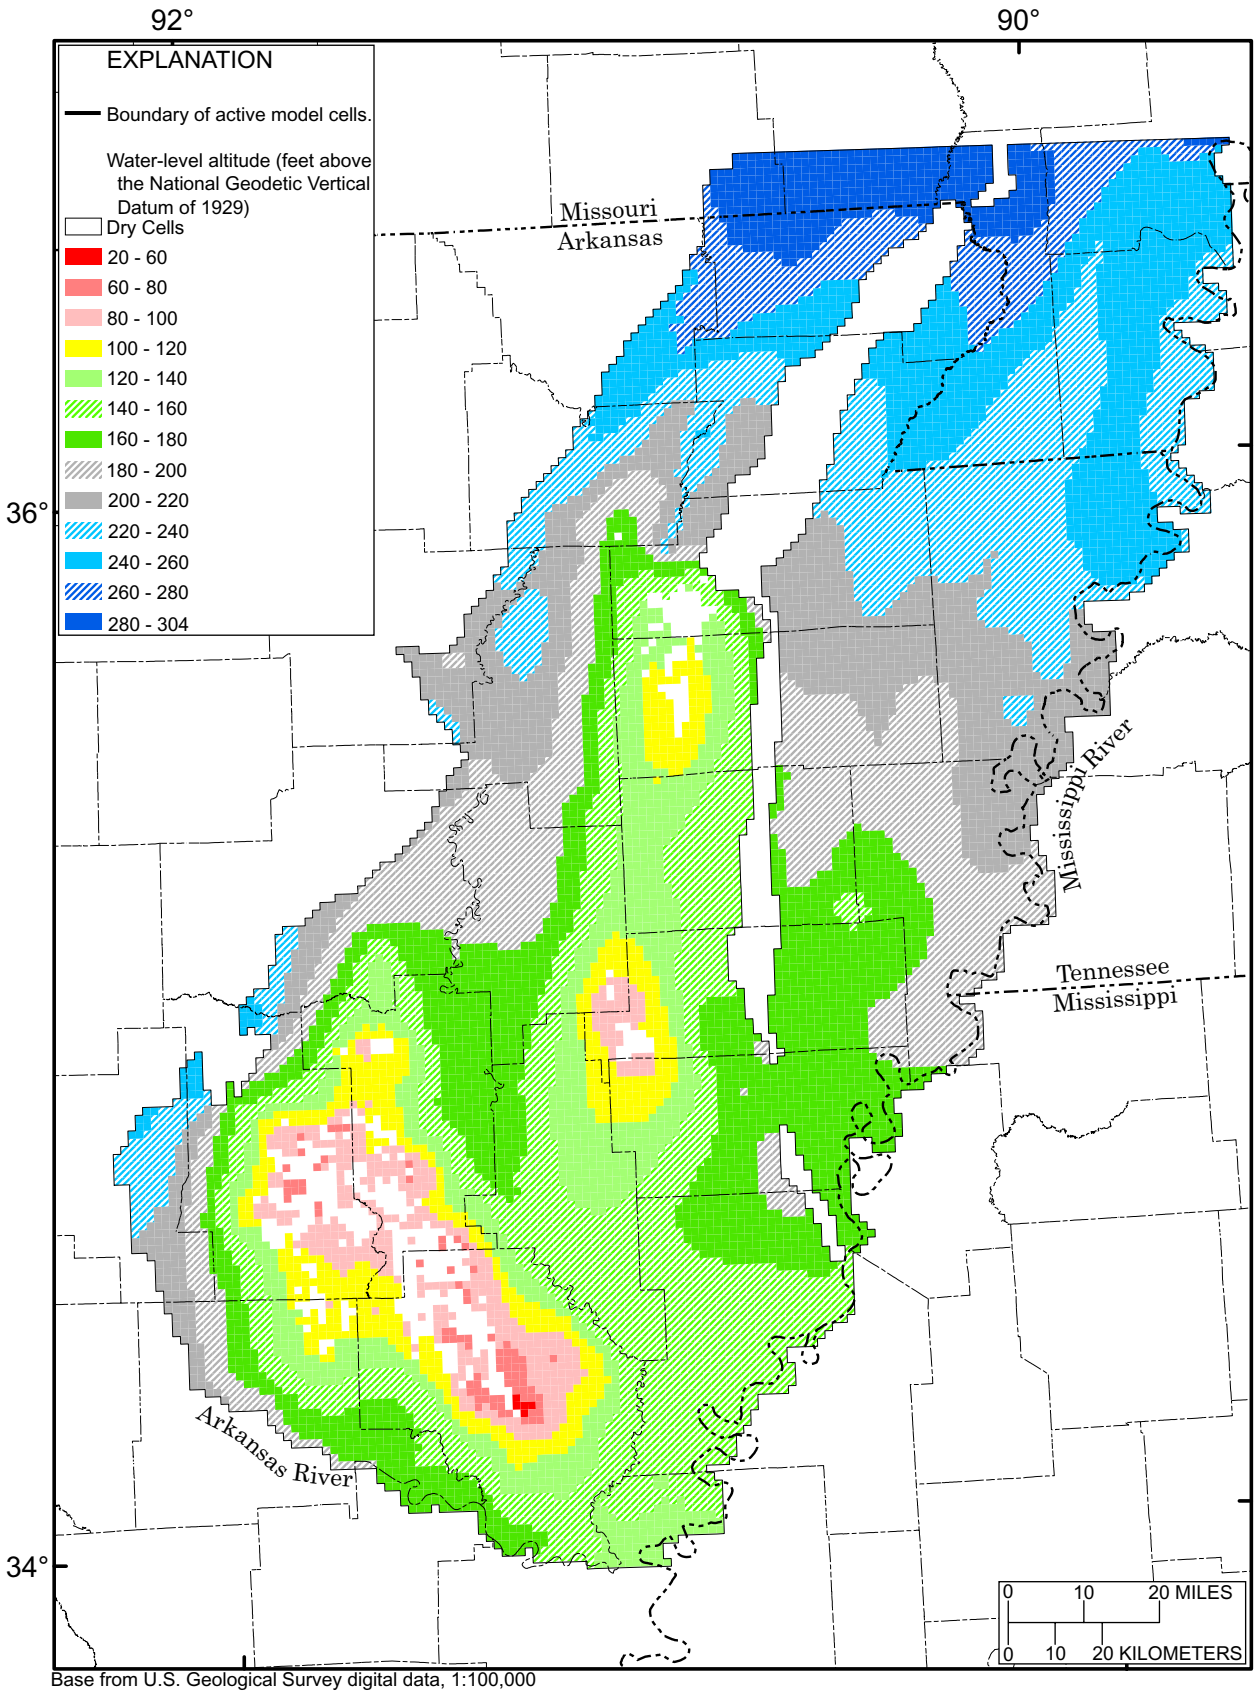 92°
90°
EXPLANATION
Boundary of active model cells.
Water-level altitude (feet above
the National Geodetic Vertical
Datum of 1929)
Dry Cells
20 - 60
60 - 80
80 - 100
100 - 120
120 - 140
140 - 160
160 - 180
180 - 200
200 - 220
220 - 240
240 - 260
260 - 280
280 - 304
Missouri
Arkansas
36°
Mississippi River
Tennessee
Mississippi
Arkansas River
34°
0 10 20 MILES
0 10 20 KILOMETERS
Base from U.S. Geological Survey digital data, 1:100,000